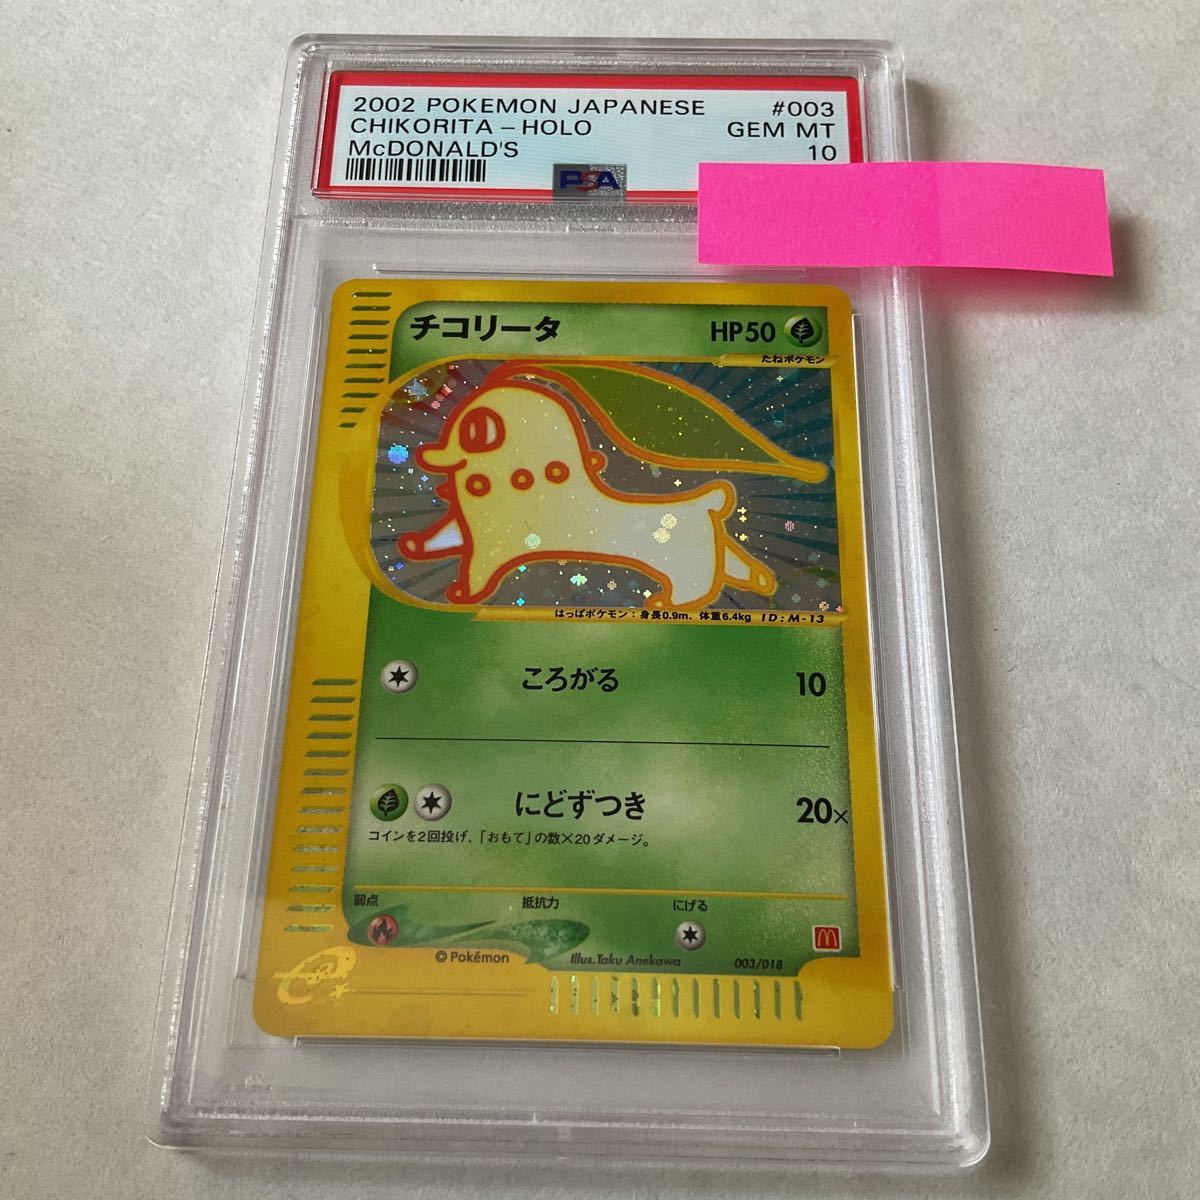 2002 POKEMON JAPANESE #003
CHIKORITA - HOLO GEM MT
McDONALD'S 10
PSA
チコリータ HP50
たねポケモン
はっぱポケモン：身長0.9m、体重6.4kg ID：M-13
ころがる 10
にどずつき 20×
コインを2回投げ、「おもて」の数×20ダメージ。
弱点 抵抗力 にげる
©Pokémon Illus.Taku Anekawa 003/018